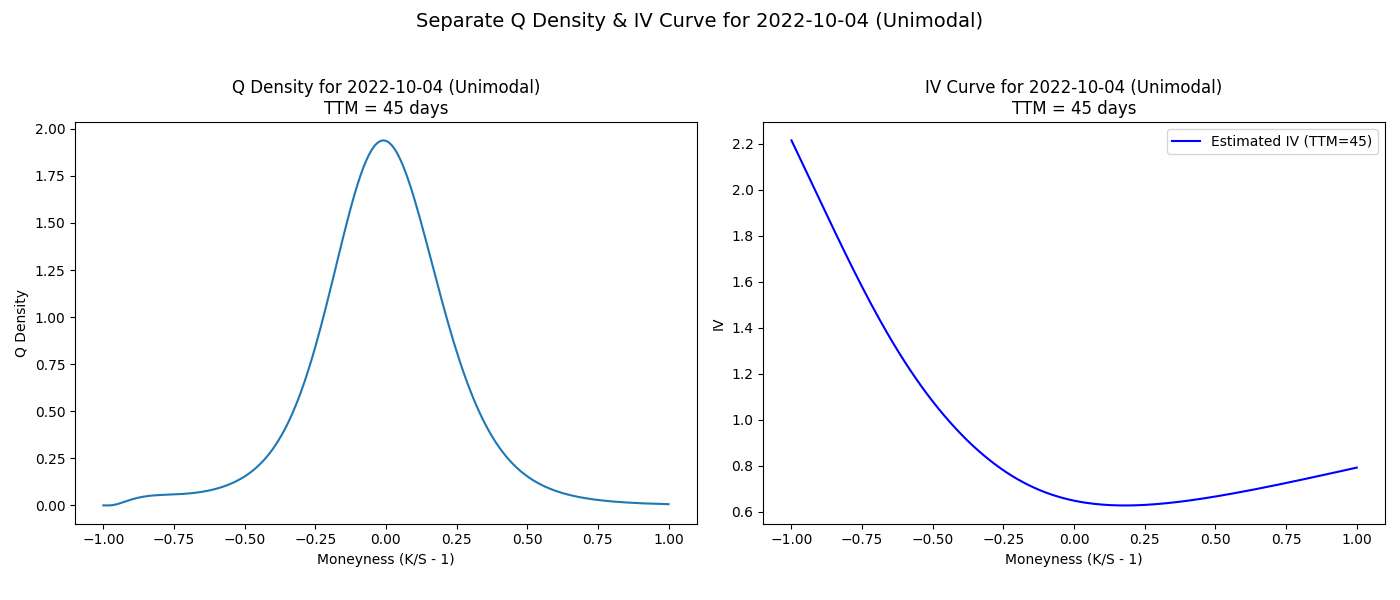 Separate Q Density & IV Curve for 2022-10-04 (Unimodal)
Q Density for 2022-10-04 (Unimodal)
TTM = 45 days
2.00
1.75
1.50
1.25
1.00
0.75
0.50
0.25
0.00
Q Density
−1.00 −0.75 −0.50 −0.25 0.00 0.25 0.50 0.75 1.00
Moneyness (K/S - 1)
IV Curve for 2022-10-04 (Unimodal)
TTM = 45 days
Estimated IV (TTM=45)
2.2
2.0
1.8
1.6
1.4
1.2
1.0
0.8
0.6
IV
−1.00 −0.75 −0.50 −0.25 0.00 0.25 0.50 0.75 1.00
Moneyness (K/S - 1)